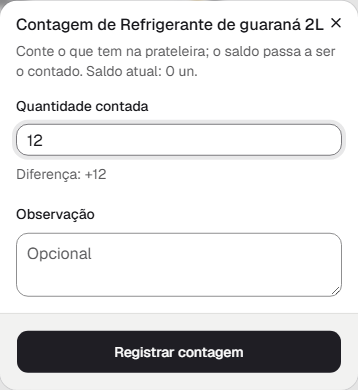 Contagem de Refrigerante de guaraná 2L ×
Conte o que tem na prateleira; o saldo passa a ser
o contado. Saldo atual: 0 un.
Quantidade contada
12
Diferença: +12
Observação
Opcional
Registrar contagem